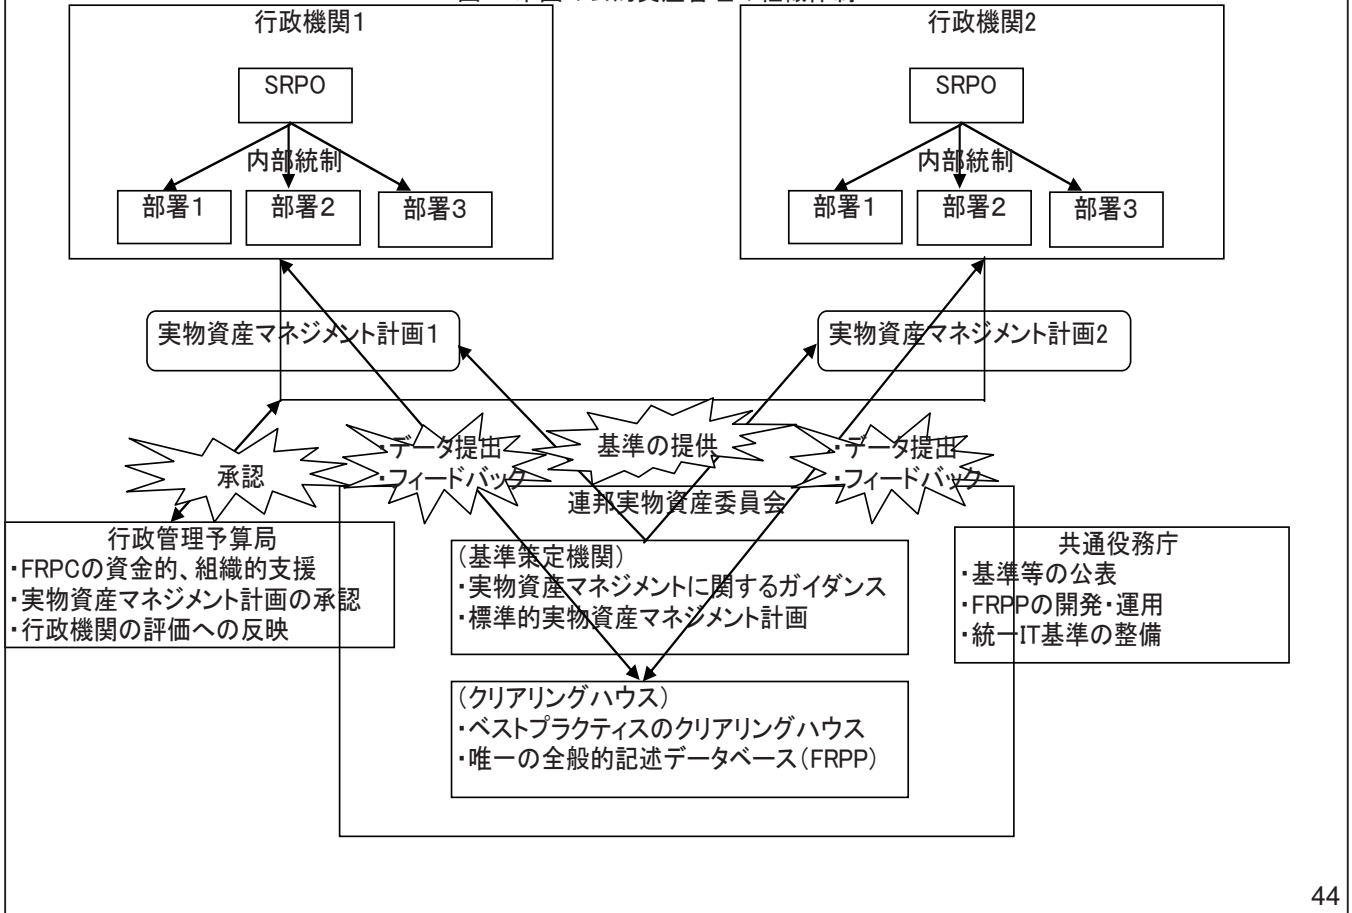 行政機関1
行政機関2
SRPO
SRPO
内部統制
内部統制
部署1
部署2
部署3
部署1
部署2
部署3
実物資産マネジメント計画1
実物資産マネジメント計画2
承認
・データ提出
・フィードバック
基準の提供
・データ提出
・フィードバック
連邦実物資産委員会
行政管理予算局
・FRPCの資金的、組織的支援
・実物資産マネジメント計画の承認
・行政機関の評価への反映
(基準策定機関)
・実物資産マネジメントに関するガイダンス
・標準的実物資産マネジメント計画
共通役務庁
・基準等の公表
・FRPPの開発・運用
・統一IT基準の整備
(クリアリングハウス)
・ベストプラクティスのクリアリングハウス
・唯一の全般的記述データベース(FRPP)
44